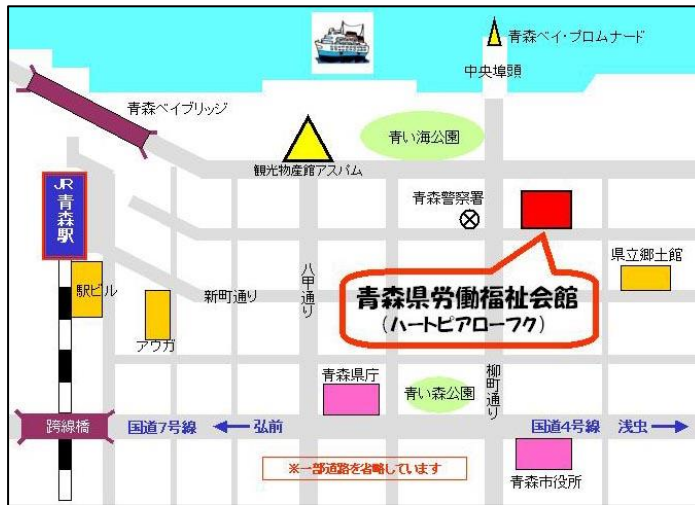 青森ベイ・プロムナード
中央埠頭
青森ベイブリッジ
青い海公園
観光物産館アスパム
JR
青森駅
青森警察署
県立郷土館
駅ビル
新町通り
八甲通り
青森県労働福祉会館
(ハートピアローフク)
アウガ
青森県庁
青い森公園
柳町通り
跨線橋
国道7号線
弘前
国道4号線
浅虫
※一部道路を省略しています
青森市役所